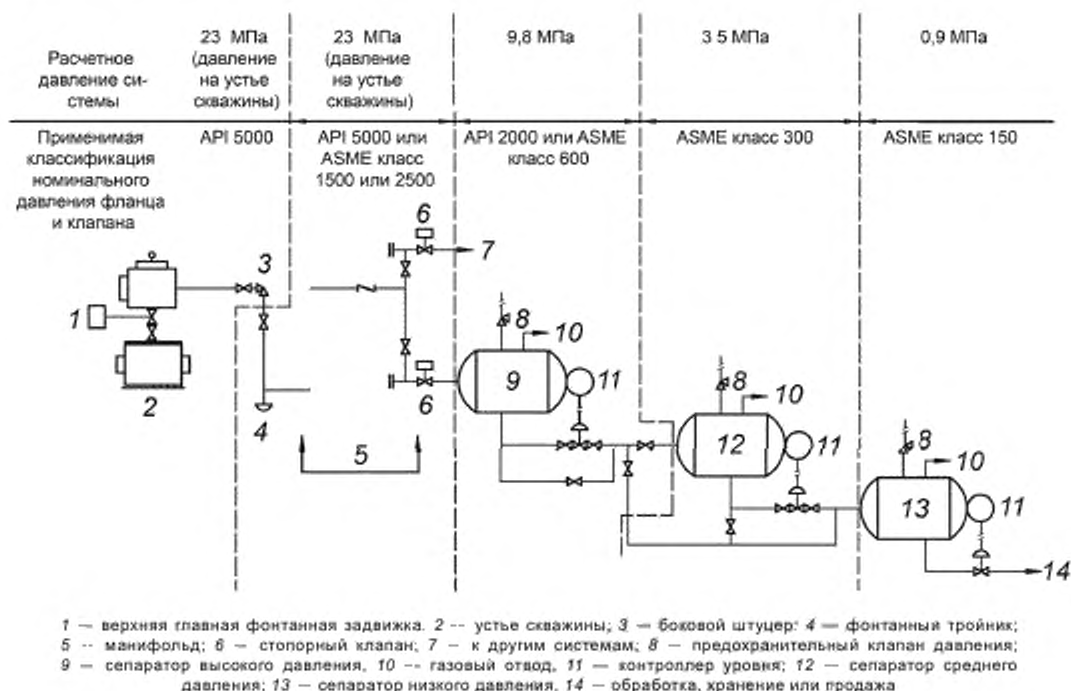 23 МПа
(давление
на устье
скважины)
23 МПа
(давление
на устье
скважины)
9,8 МПа
3 5 МПа
0,9 МПа
Расчетное
давление си-
стемы
Применимая
классификация
номинального
давления фланца
и клапана
API 5000
API 5000 или
ASME класс
1500 или 2500
API 2000 или ASME
класс 600
ASME класс 300
ASME класс 150
6
7
3
1
2
4
5
6
8
10
9
11
8
10
12
11
8
10
13
11
14
1 — верхняя главная фонтанная задвижка. 2 -- устье скважины; 3 — боковой штуцер: 4 — фонтанный тройник;
5 -- манифольд; 6 — стопорный клапан; 7 — к другим системам; 8 — предохранительный клапан давления;
9 — сепаратор высокого давления, 10 -- газовый отвод, 11 — контроллер уровня; 12 — сепаратор среднего
давления; 13 — сепаратор низкого давления, 14 — обработка, хранение или продажа